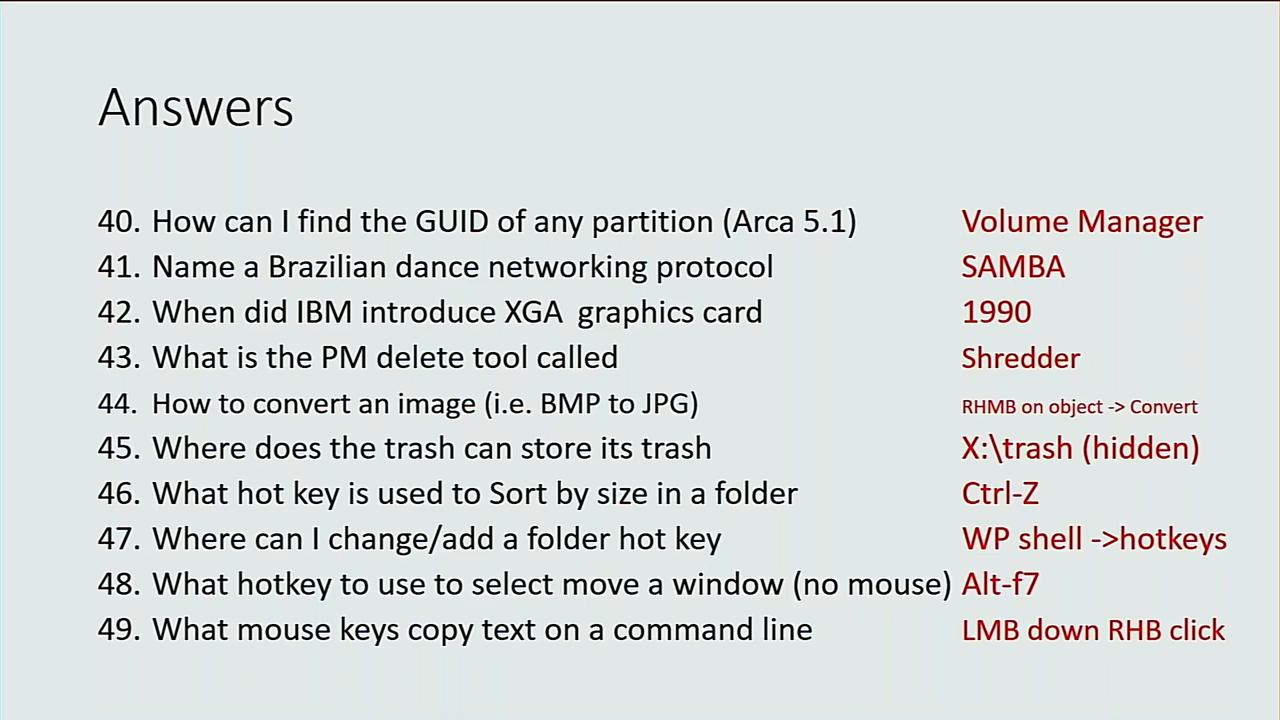 Answers
40. How can I find the GUID of any partition (Arca 5.1) Volume Manager
41. Name a Brazilian dance networking protocol SAMBA
42. When did IBM introduce XGA graphics card 1990
43. What is the PM delete tool called Shredder
44. How to convert an image (i.e. BMP to JPG) RHMB on object -> Convert
45. Where does the trash can store its trash X:\trash (hidden)
46. What hot key is used to Sort by size in a folder Ctrl-Z
47. Where can I change/add a folder hot key WP shell ->hotkeys
48. What hotkey to use to select move a window (no mouse) Alt-f7
49. What mouse keys copy text on a command line LMB down RHB click